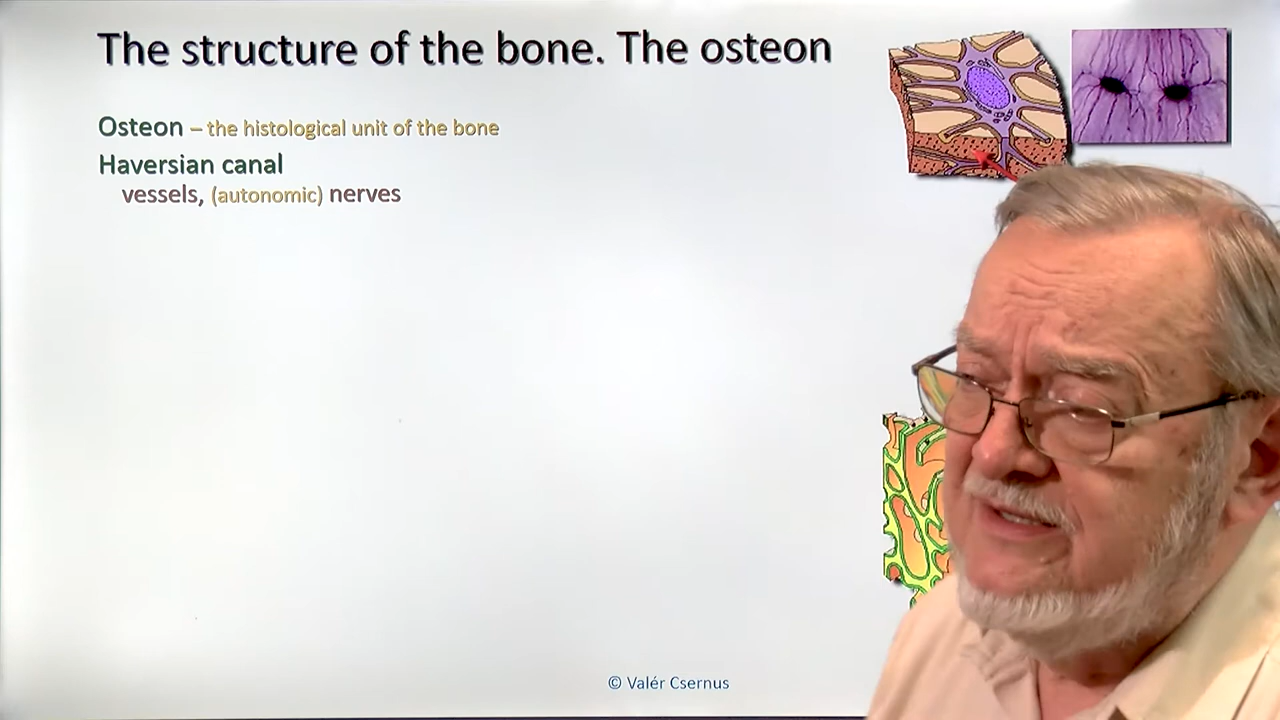 The structure of the bone. The osteon
Osteon – the histological unit of the bone
Haversian canal
vessels, (autonomic) nerves
© Valér Csernus